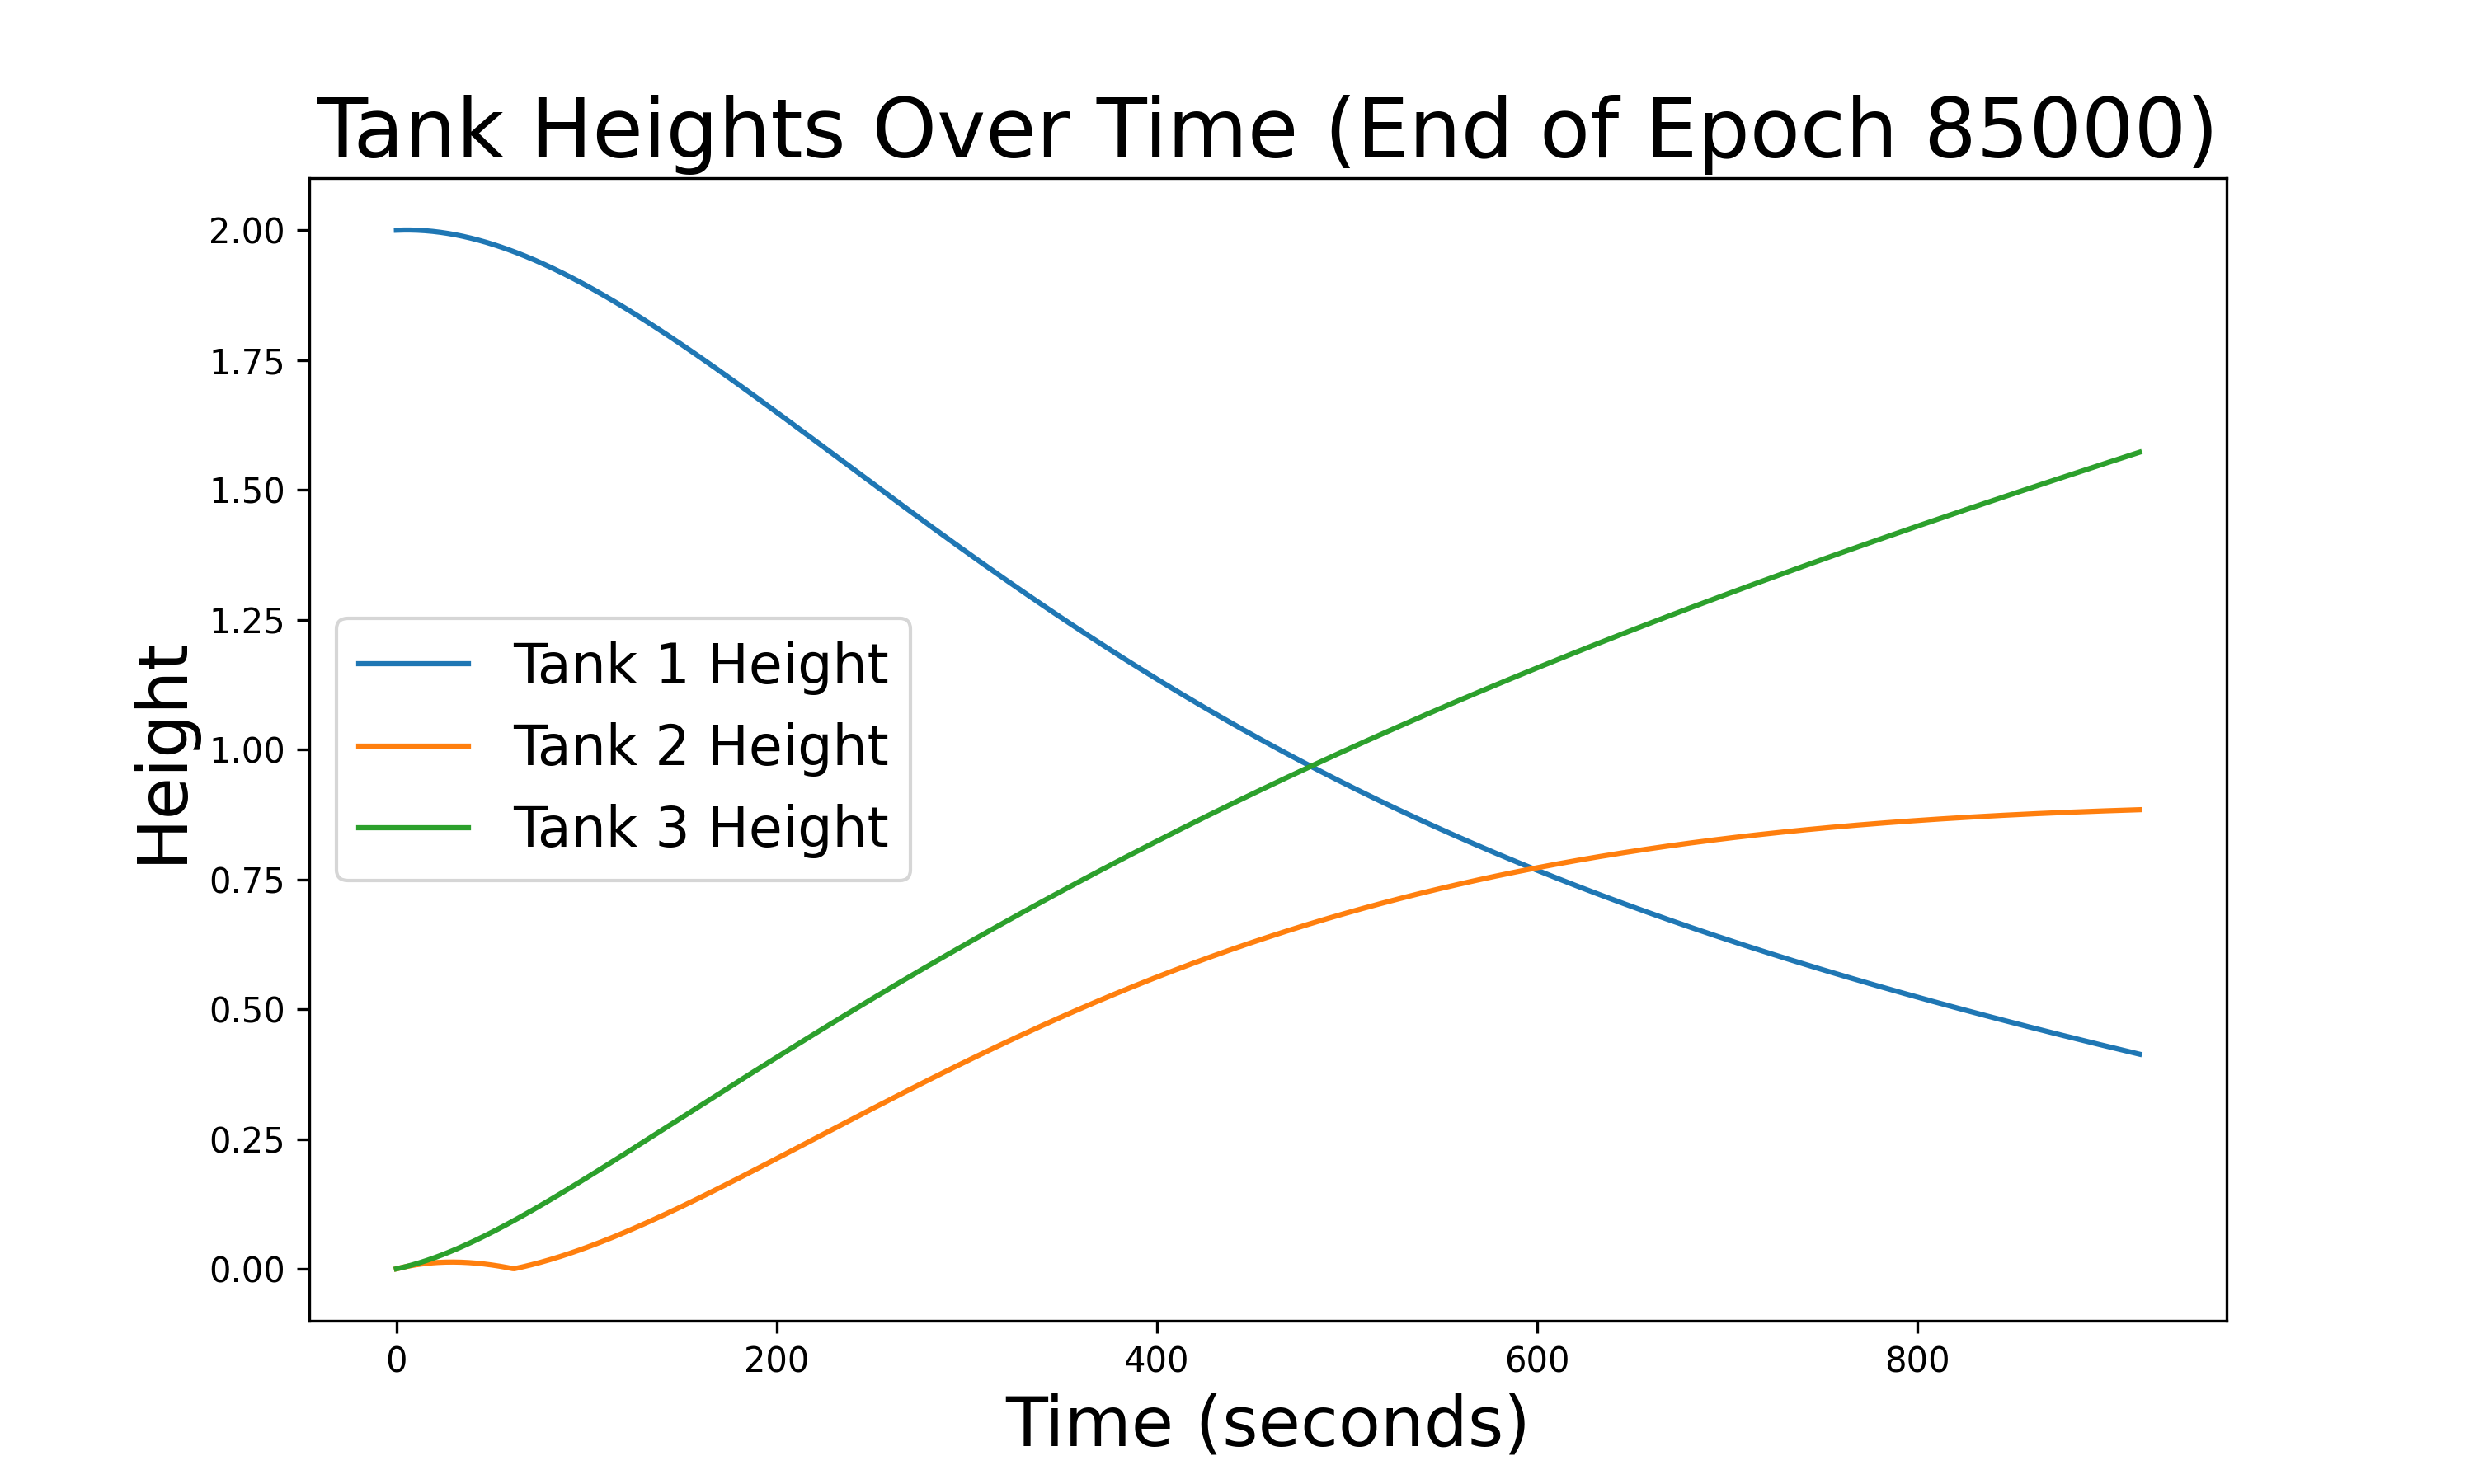 Tank Heights Over Time (End of Epoch 85000)
2.00
1.75
1.50
1.25
1.00
0.75
0.50
0.25
0.00
Height
Tank 1 Height
Tank 2 Height
Tank 3 Height
0 200 400 600 800
Time (seconds)